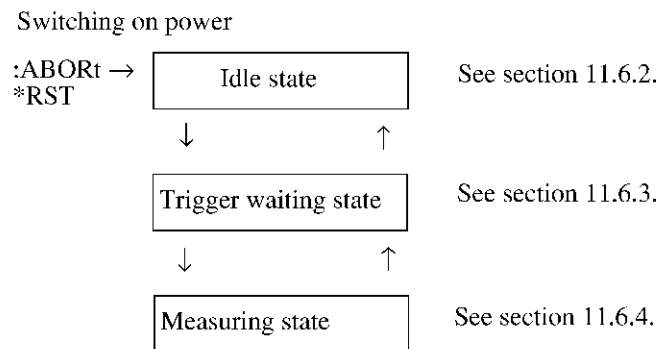 Switching on power
:ABORt → Idle state See section 11.6.2.
*RST
↓ ↑
Trigger waiting state See section 11.6.3.
↓ ↑
Measuring state See section 11.6.4.